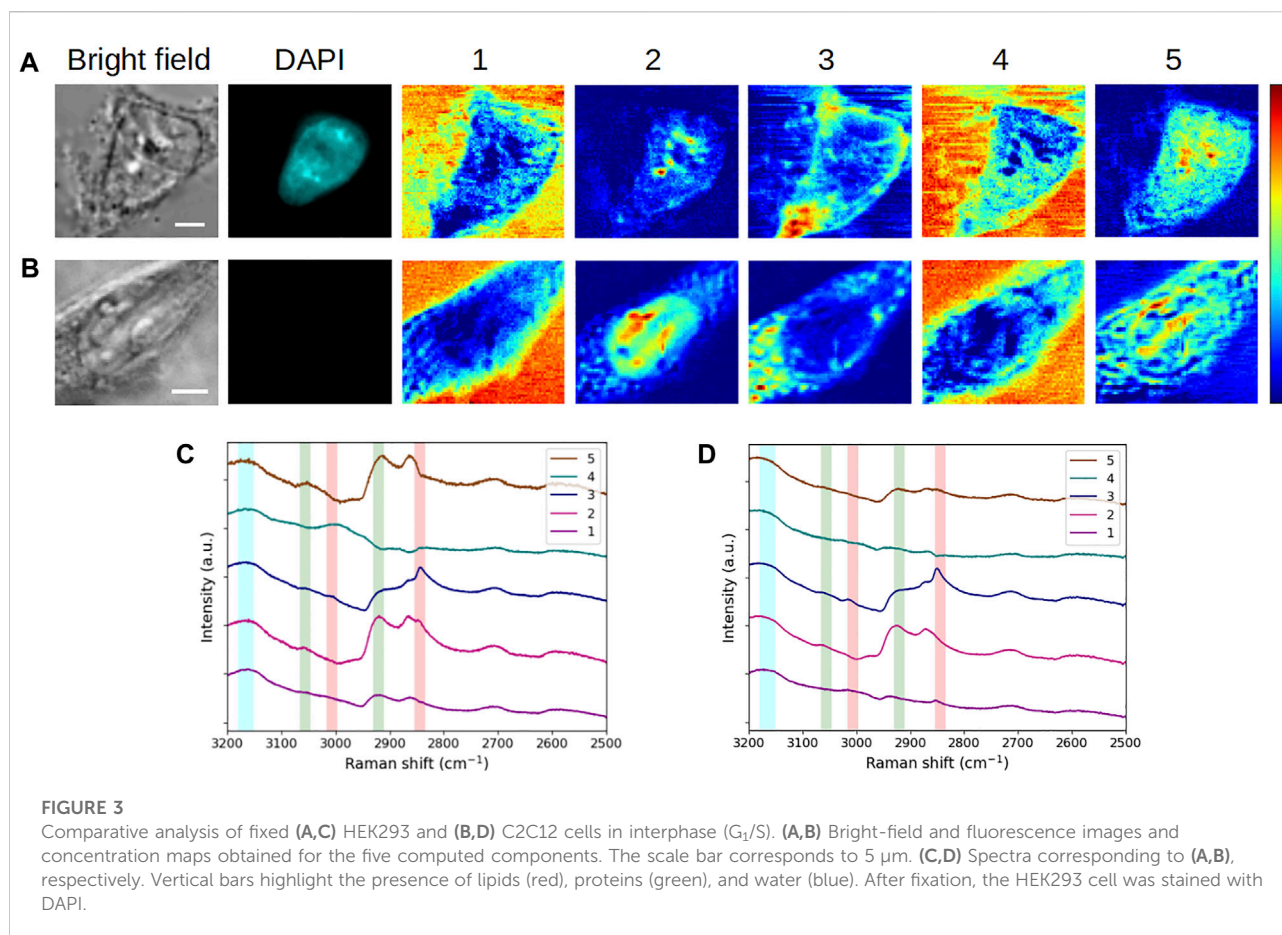 A Bright field DAPI 1 2 3 4 5
B
C
5
4
3
2
1
Intensity (a.u.)
3200 3100 3000 2900 2800 2700 2600 2500
Raman shift (cm⁻¹)
D
5
4
3
2
1
Intensity (a.u.)
3200 3100 3000 2900 2800 2700 2600 2500
Raman shift (cm⁻¹)
FIGURE 3
Comparative analysis of fixed (A,C) HEK293 and (B,D) C2C12 cells in interphase (G₁/S). (A,B) Bright-field and fluorescence images and
concentration maps obtained for the five computed components. The scale bar corresponds to 5 µm. (C,D) Spectra corresponding to (A,B),
respectively. Vertical bars highlight the presence of lipids (red), proteins (green), and water (blue). After fixation, the HEK293 cell was stained with
DAPI.